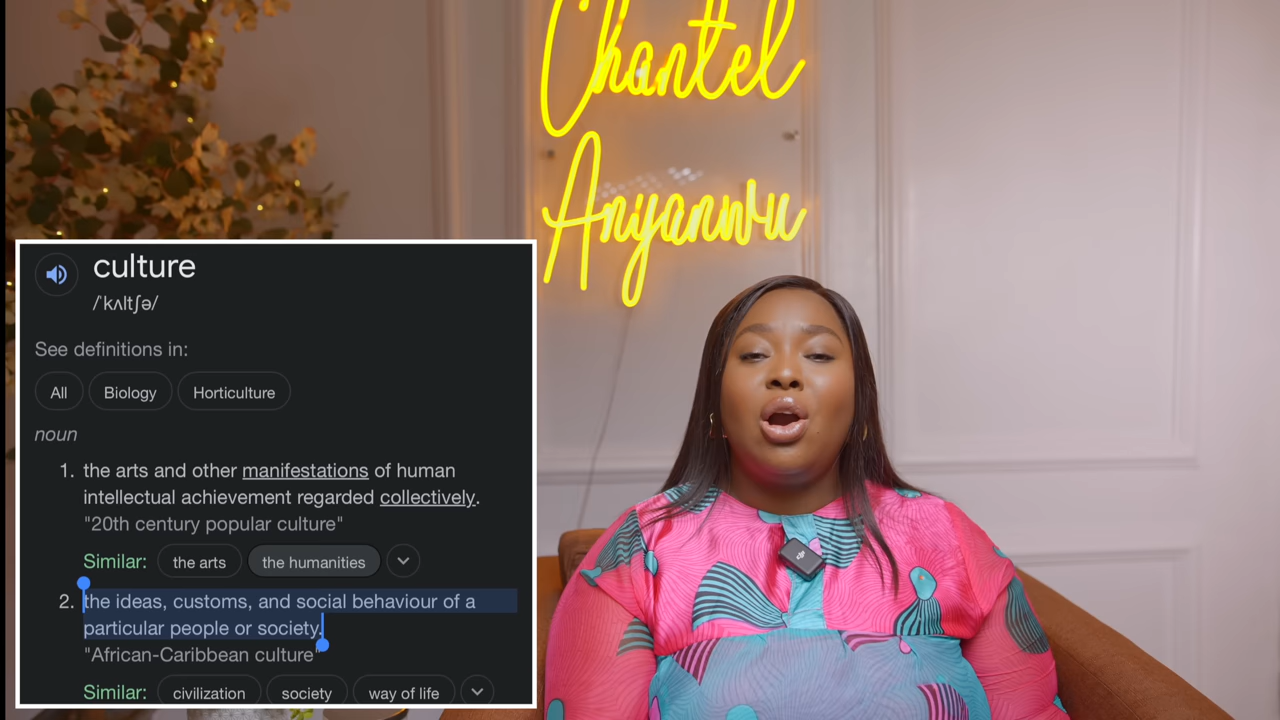 Chantel
Anyanwu
culture
/ˈkʌltʃə/
See definitions in:
All
Biology
Horticulture
noun
1. the arts and other manifestations of human
intellectual achievement regarded collectively.
"20th century popular culture"
Similar: the arts the humanities
2. the ideas, customs, and social behaviour of a
particular people or society.
"African-Caribbean culture"
Similar: civilization society way of life